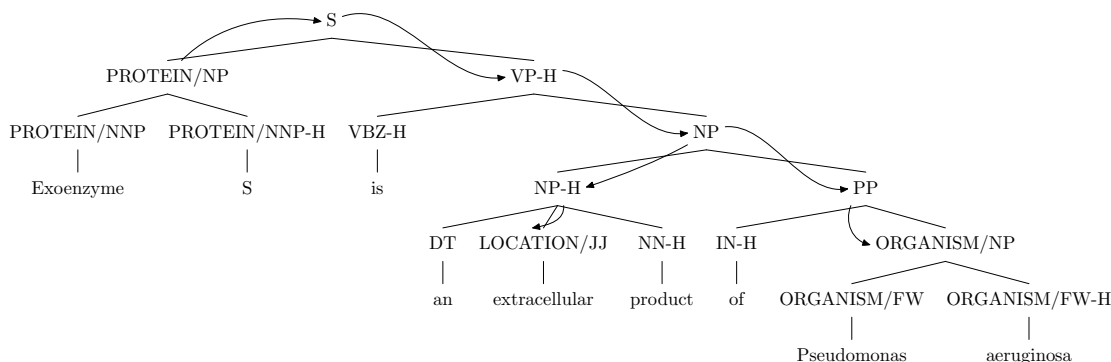 S
PROTEIN/NP VP-H
PROTEIN/NNP PROTEIN/NNP-H VBZ-H NP
Exoenzyme S is NP-H PP
DT LOCATION/JJ NN-H IN-H ORGANISM/NP
an extracellular product of ORGANISM/FW ORGANISM/FW-H
Pseudomonas aeruginosa